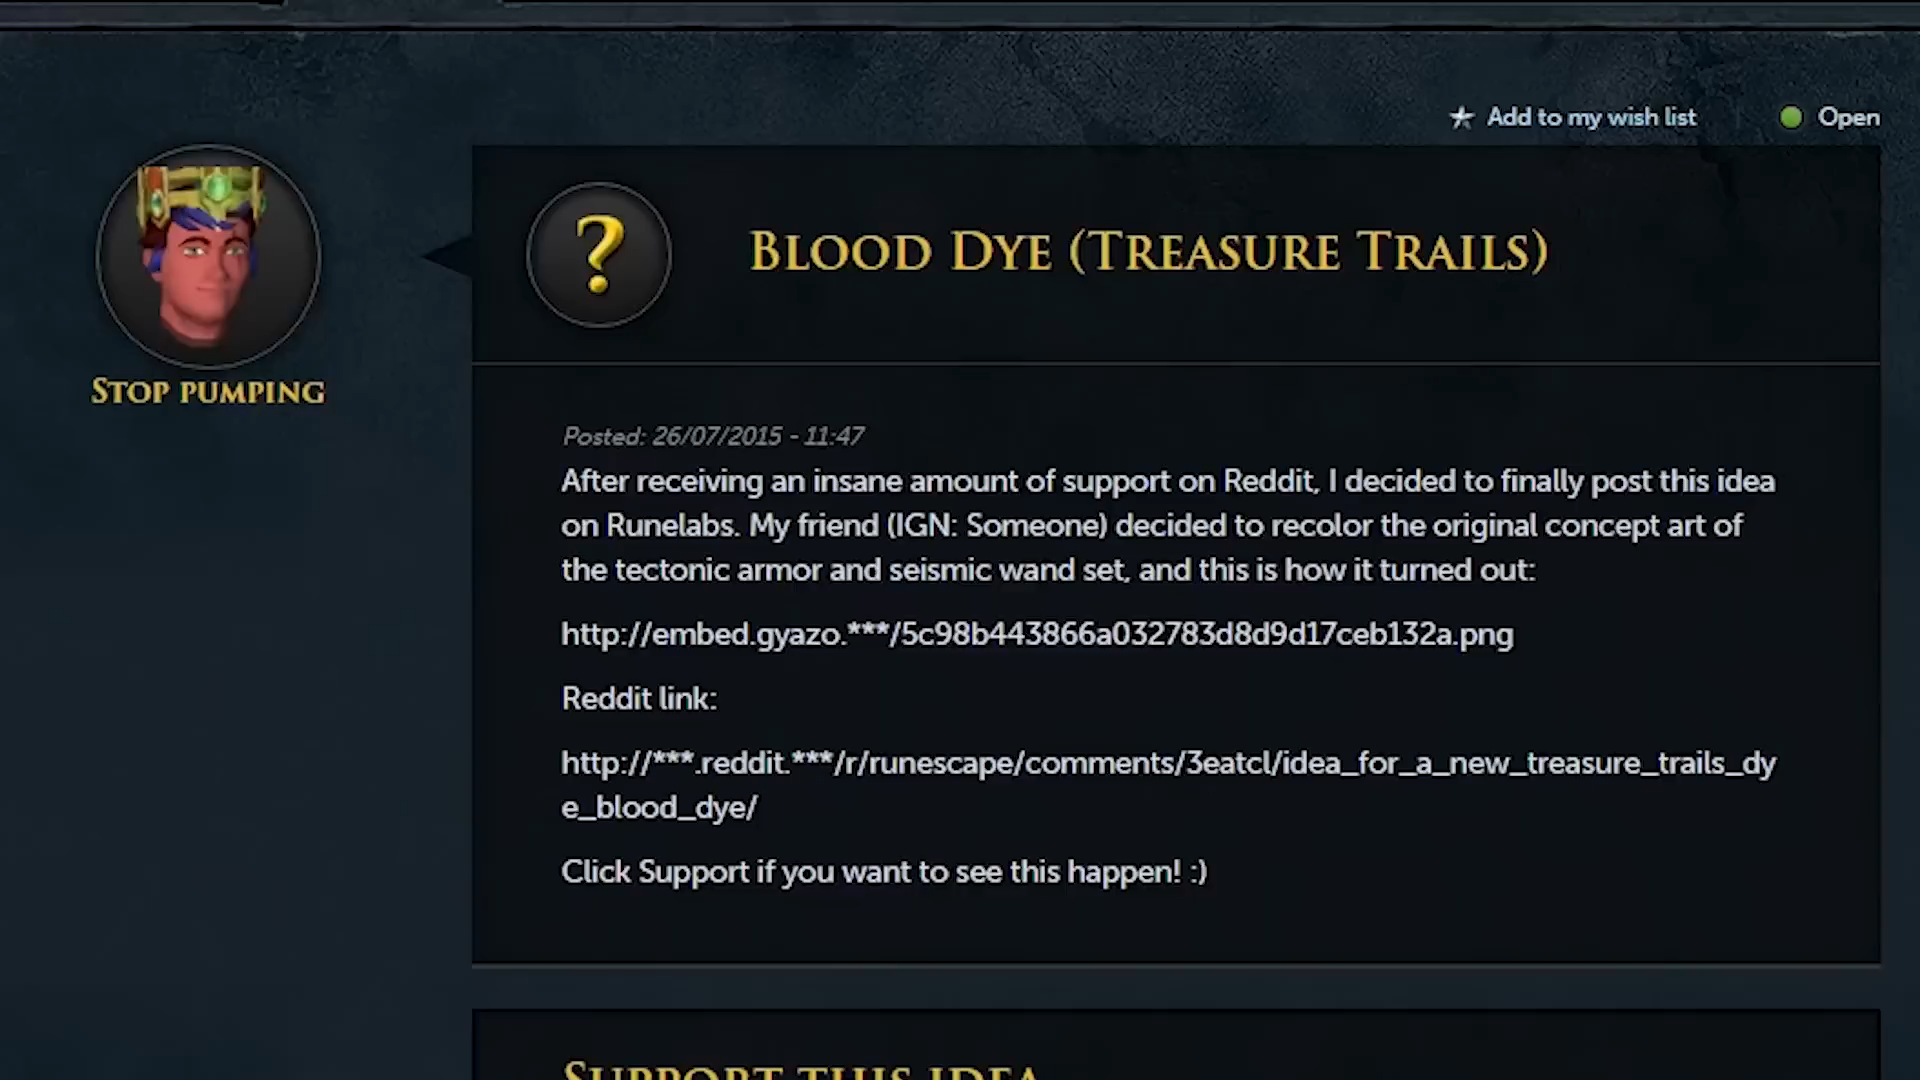 Add to my wish list
Open
?
Blood Dye (Treasure Trails)
Stop pumping
Posted: 26/07/2015 - 11:47
After receiving an insane amount of support on Reddit, I decided to finally post this idea
on Runelabs. My friend (IGN: Someone) decided to recolor the original concept art of
the tectonic armor and seismic wand set, and this is how it turned out:
http://embed.gyazo.***/5c98b443866a032783d8d9d17ceb132a.png
Reddit link:
http://***.reddit.***/r/runescape/comments/3eatcl/idea_for_a_new_treasure_trails_dy
e_blood_dye/
Click Support if you want to see this happen! :)
Support this idea